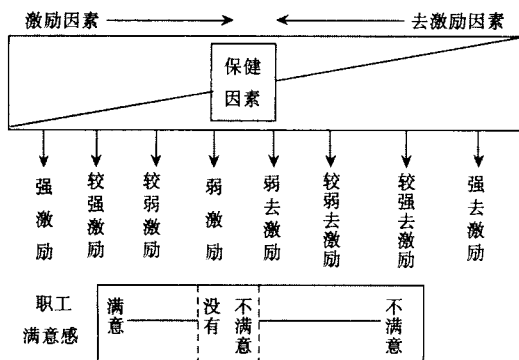 激励因素 去激励因素
保健
因素
强激励
较强激励
较弱激励
弱激励
弱去激励
较弱去激励
较强去激励
强去激励
职工
满意感
满意
没有
不满意
不满意